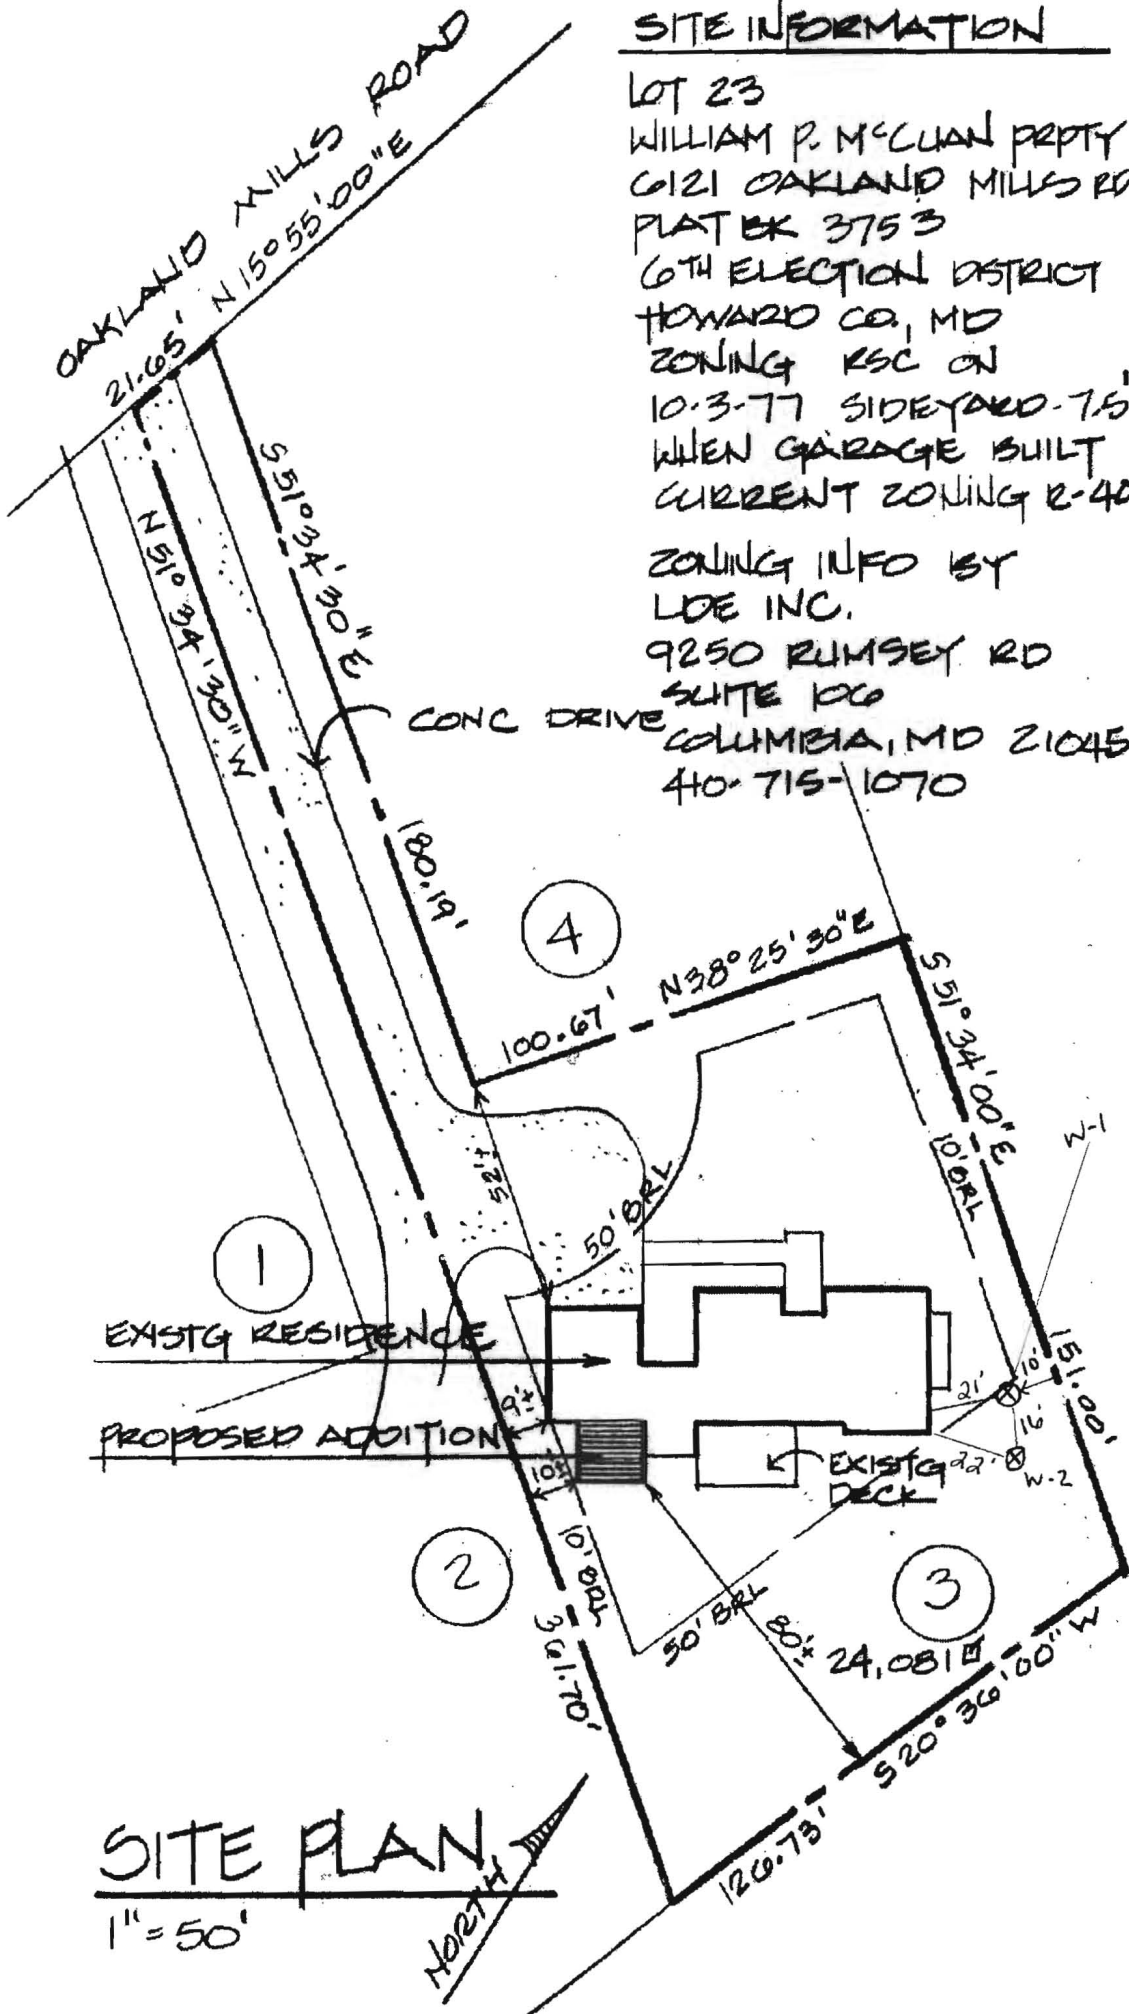 SITE INFORMATION
LOT 23
WILLIAM P. McCUAN PRPTY
6121 OAKLAND MILLS RD
PLAT BK 3753
6TH ELECTION DISTRICT
HOWARD CO., MD
ZONING RSC ON
10-3-77 SIDEYARD-7.5'
WHEN GARAGE BUILT
CURRENT ZONING R-40
ZONING INFO BY
LDE INC.
9250 RUMSEY RD
SUITE 106
COLUMBIA, MD 21045
410-715-1070
OAKLAND MILLS ROAD
N 15° 55' 00" E
21.65'
S 51° 34' 30" E
N 51° 34' 30" W
CONC DRIVE
180.19'
4
N 38° 25' 30" E
100.67'
S 51° 34' 00" E
W-1
10' BRL
52'±
50' BRL
1
EXISTG RESIDENCE
151.00'
10'
21'
16'
9'±
PROPOSED ADDITION
10'±
EXISTG
DECK
22'
W-2
2
10' BRL
3
50' BRL
80'±
24,081
361.70'
S 20° 36' 00" W
126.73'
SITE PLAN
1" = 50'
NORTH